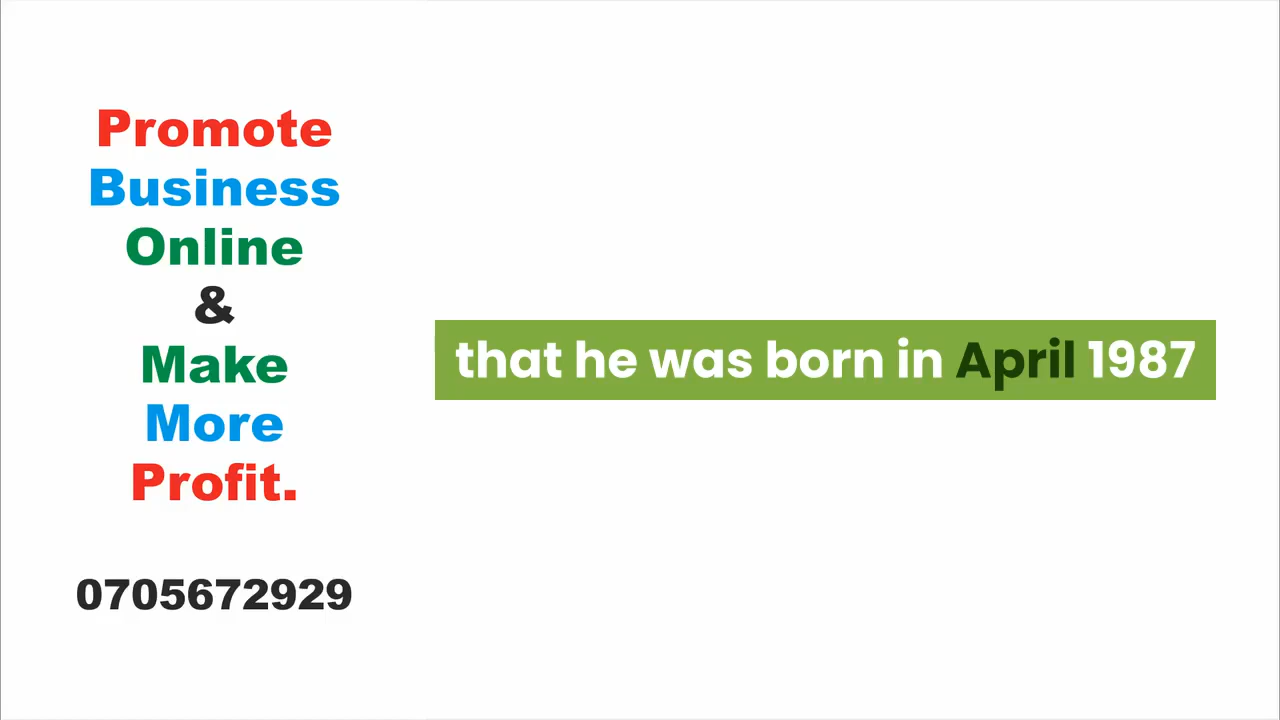 Promote
Business
Online
&
Make
More
Profit.
0705672929
that he was born in April 1987